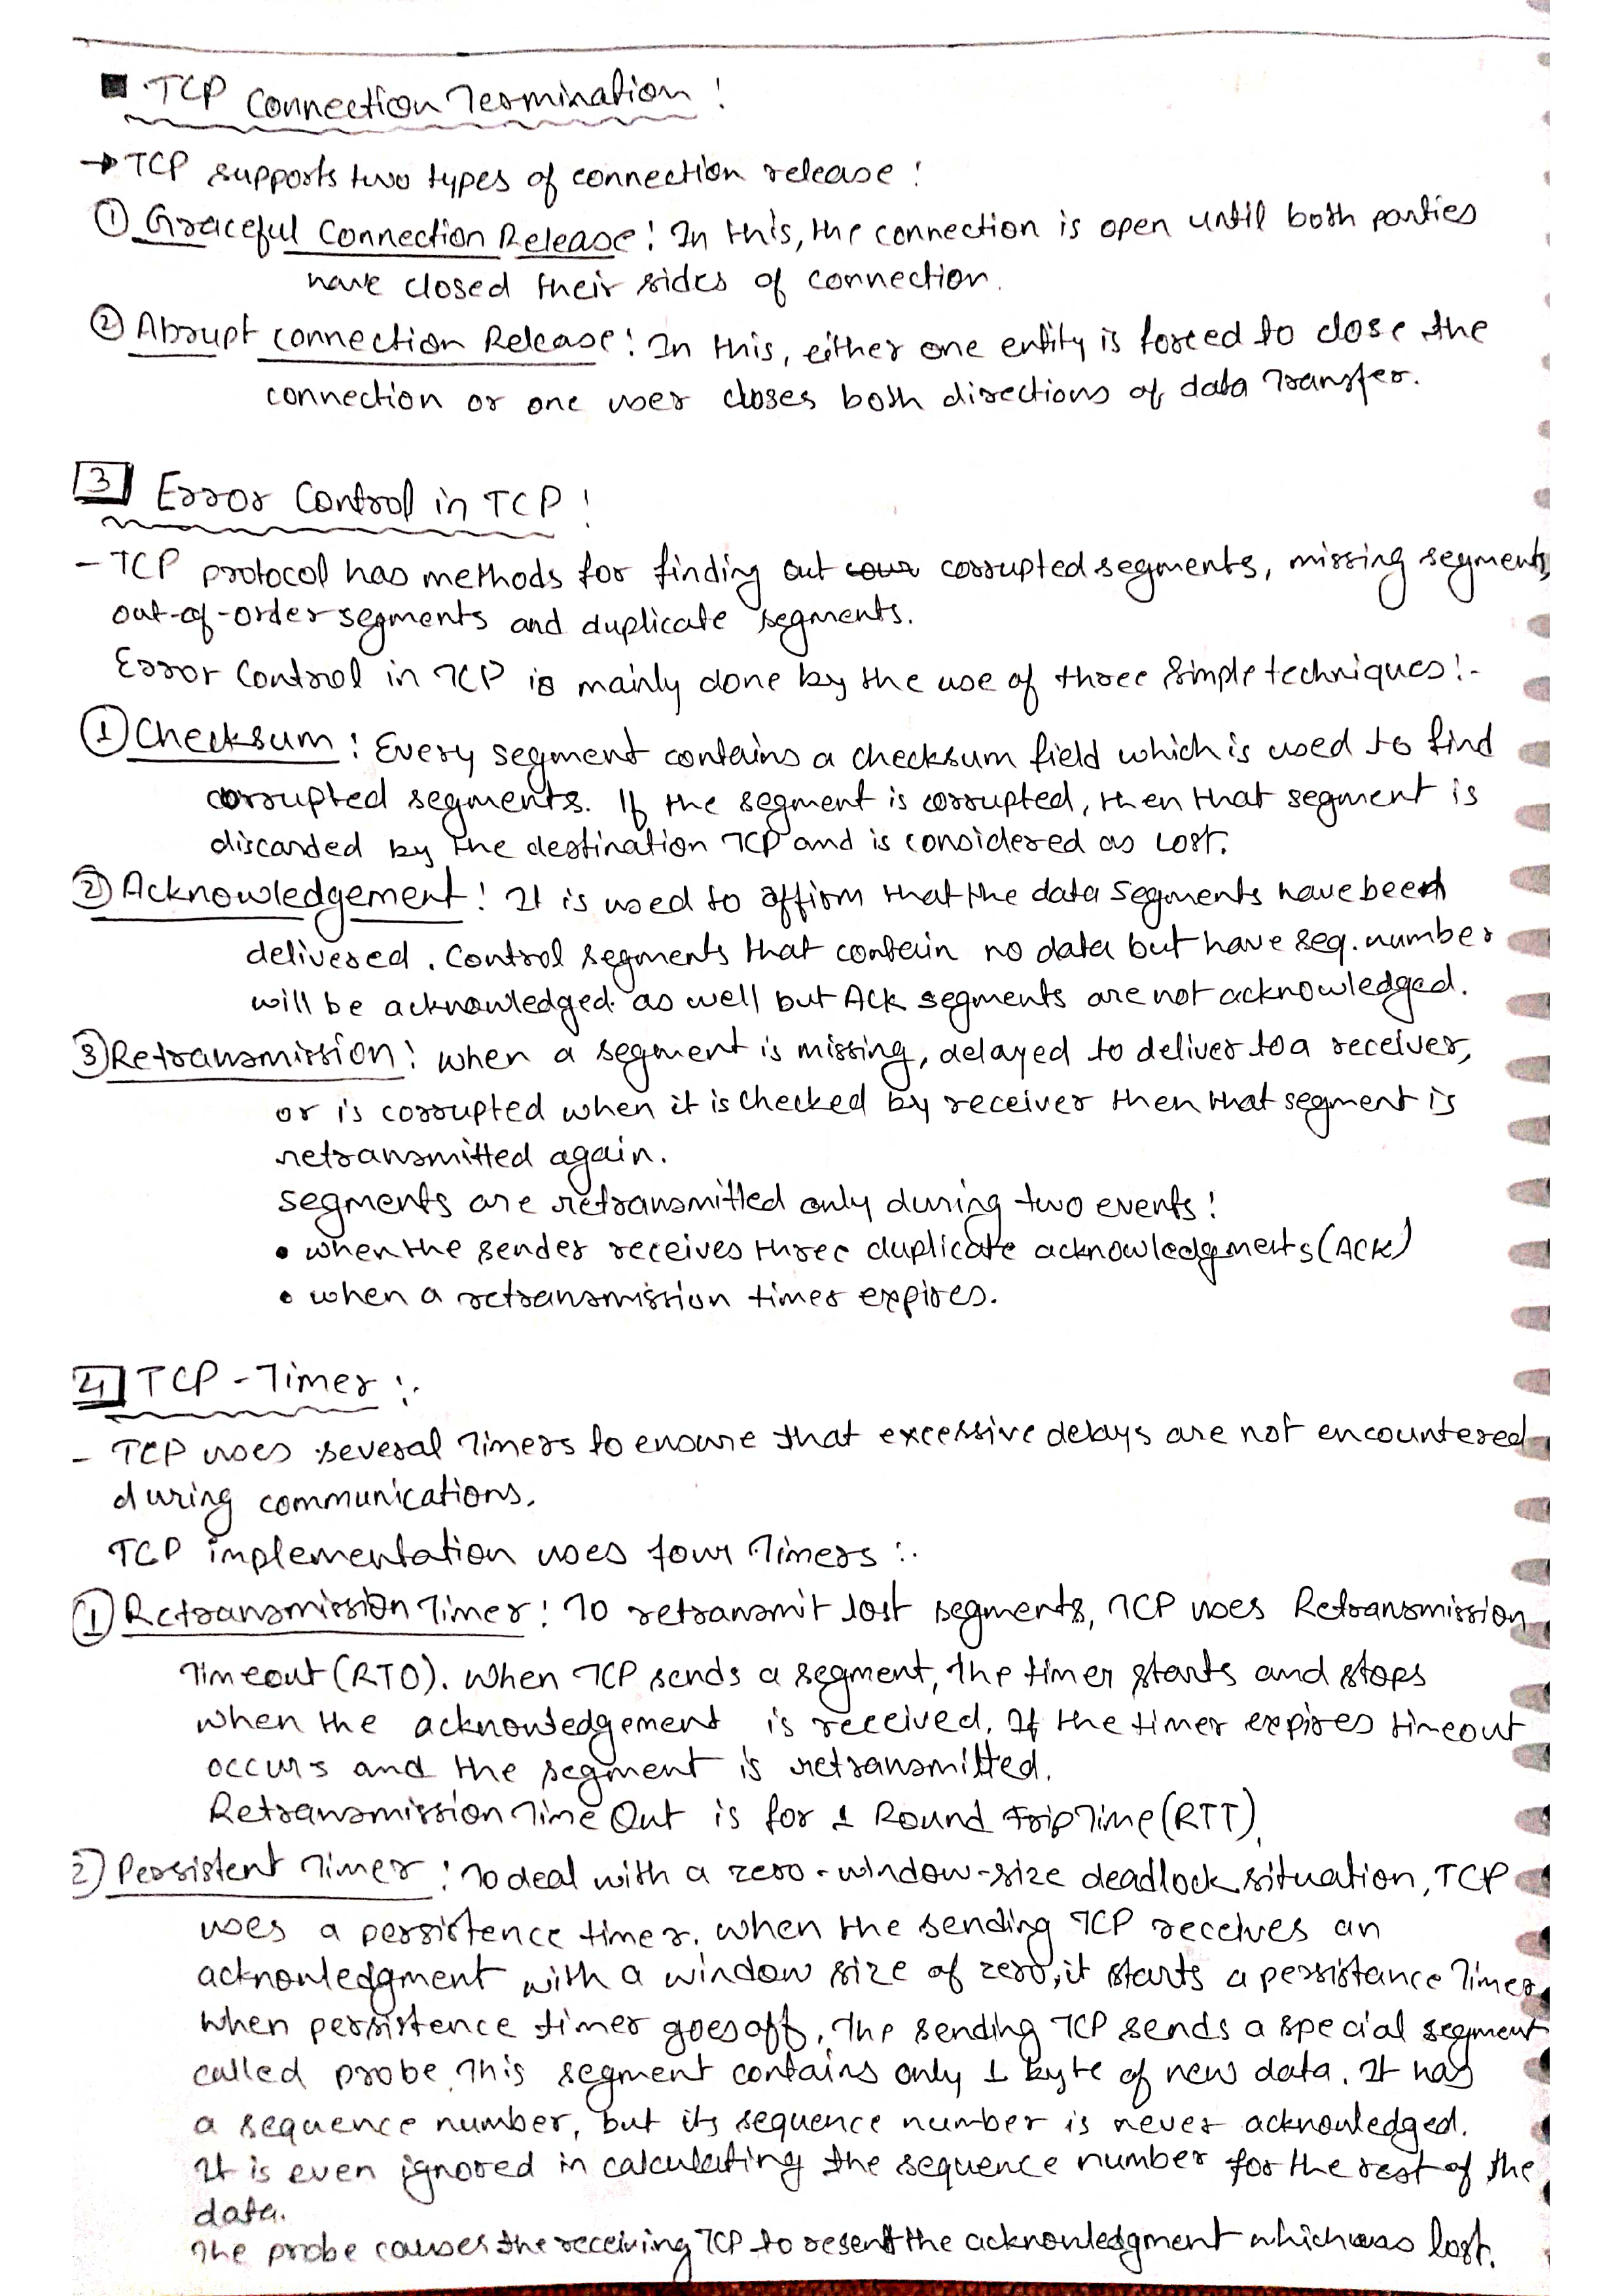 ■ TCP Connection Termination :
→ TCP supports two types of connection release :
① Graceful Connection Release : In this, the connection is open until both parties
have closed their sides of connection.
② Abrupt connection Release : In this, either one entity is forced to close the
connection or one user closes both directions of data Transfer.
3 Error Control in TCP :
- TCP protocol has methods for finding out corrupted segments, missing segments,
out-of-order segments and duplicate segments.
Error Control in TCP is mainly done by the use of three simple techniques :-
① Checksum : Every segment contains a checksum field which is used to find
corrupted segments. If the segment is corrupted, then that segment is
discarded by the destination TCP and is considered as lost.
② Acknowledgement : It is used to affirm that the data segments have been
delivered. Control segments that contain no data but have seq. number
will be acknowledged as well but Ack segments are not acknowledged.
③ Retransmission : when a segment is missing, delayed to deliver to a receiver,
or is corrupted when it is checked by receiver then that segment is
retransmitted again.
segments are retransmitted only during two events :
• when the sender receives three duplicate acknowledgments (ACK)
• when a retransmission timer expires.
4 TCP - Timer :.
- TCP uses several Timers to ensure that excessive delays are not encountered
during communications.
TCP implementation uses four Timers :.
① Retransmission Timer : To retransmit lost segments, TCP uses Retransmission
Timeout (RTO). When TCP sends a segment, the timer starts and stops
when the acknowledgement is received. If the timer expires timeout
occurs and the segment is retransmitted.
Retransmission Time Out is for 1 Round Trip Time (RTT).
2) Persistent Timer : To deal with a zero-window-size deadlock situation, TCP
uses a persistence timer. when the sending TCP receives an
acknowledgment with a window size of zero, it starts a persistance Timer.
When persistence timer goes off, the sending TCP sends a special segment
called probe. This segment contains only 1 byte of new data. It has
a sequence number, but its sequence number is never acknowledged.
It is even ignored in calculating the sequence number for the rest of the
data.
The probe causes the receiving TCP to resent the acknowledgment which was lost.